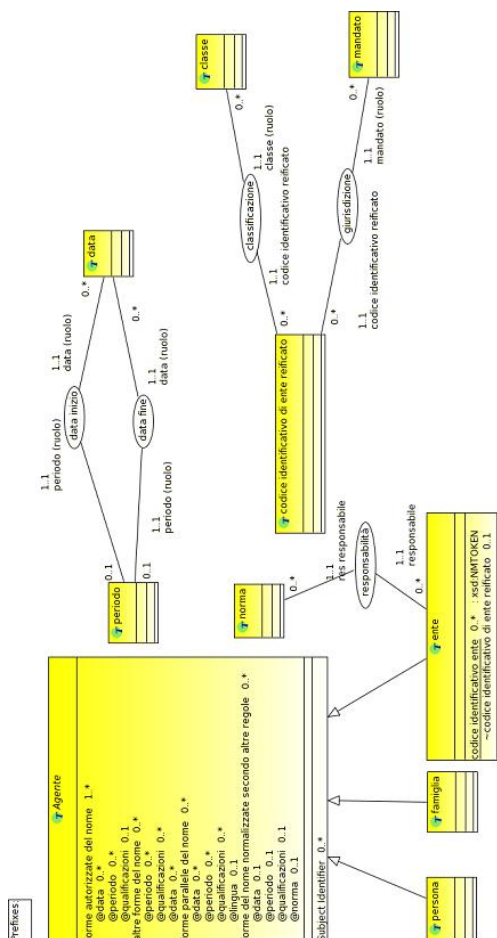 Prefixes
T Agente
orme autorizzate del nome 1..*
@data 0..*
@periodo 0..*
@qualificazioni 0..1
altre forme del nome 0..*
@periodo 0..*
@qualificazioni 0..*
@data 0..*
orme parallele del nome 0..*
@data 0..*
@periodo 0..*
@qualificazioni 0..*
@lingua 0..1
orme del nome normalizzate secondo altre regole 0..*
@data 0..1
@periodo 0..1
@qualificazioni 0..1
@norma 0..1
ubject Identifier 0..*
T persona
T famiglia
T ente
codice identificativo ente 0..* : xsd:NMTOKEN
~codice identificativo di ente reificato 0..1
T periodo
0..1
0..1
1..1
periodo (ruolo)
data inizio
1..1
data (ruolo)
0..*
1..1
periodo (ruolo)
data fine
1..1
data (ruolo)
0..*
T data
T norma
0..*
1..1
res responsabile
responsabilità
1..1
responsabile
0..*
T codice identificativo di ente reificato
0..*
1..1
codice identificativo reificato
classificazione
1..1
classe (ruolo)
0..*
T classe
0..*
1..1
codice identificativo reificato
giurisdizione
1..1
mandato (ruolo)
0..*
T mandato